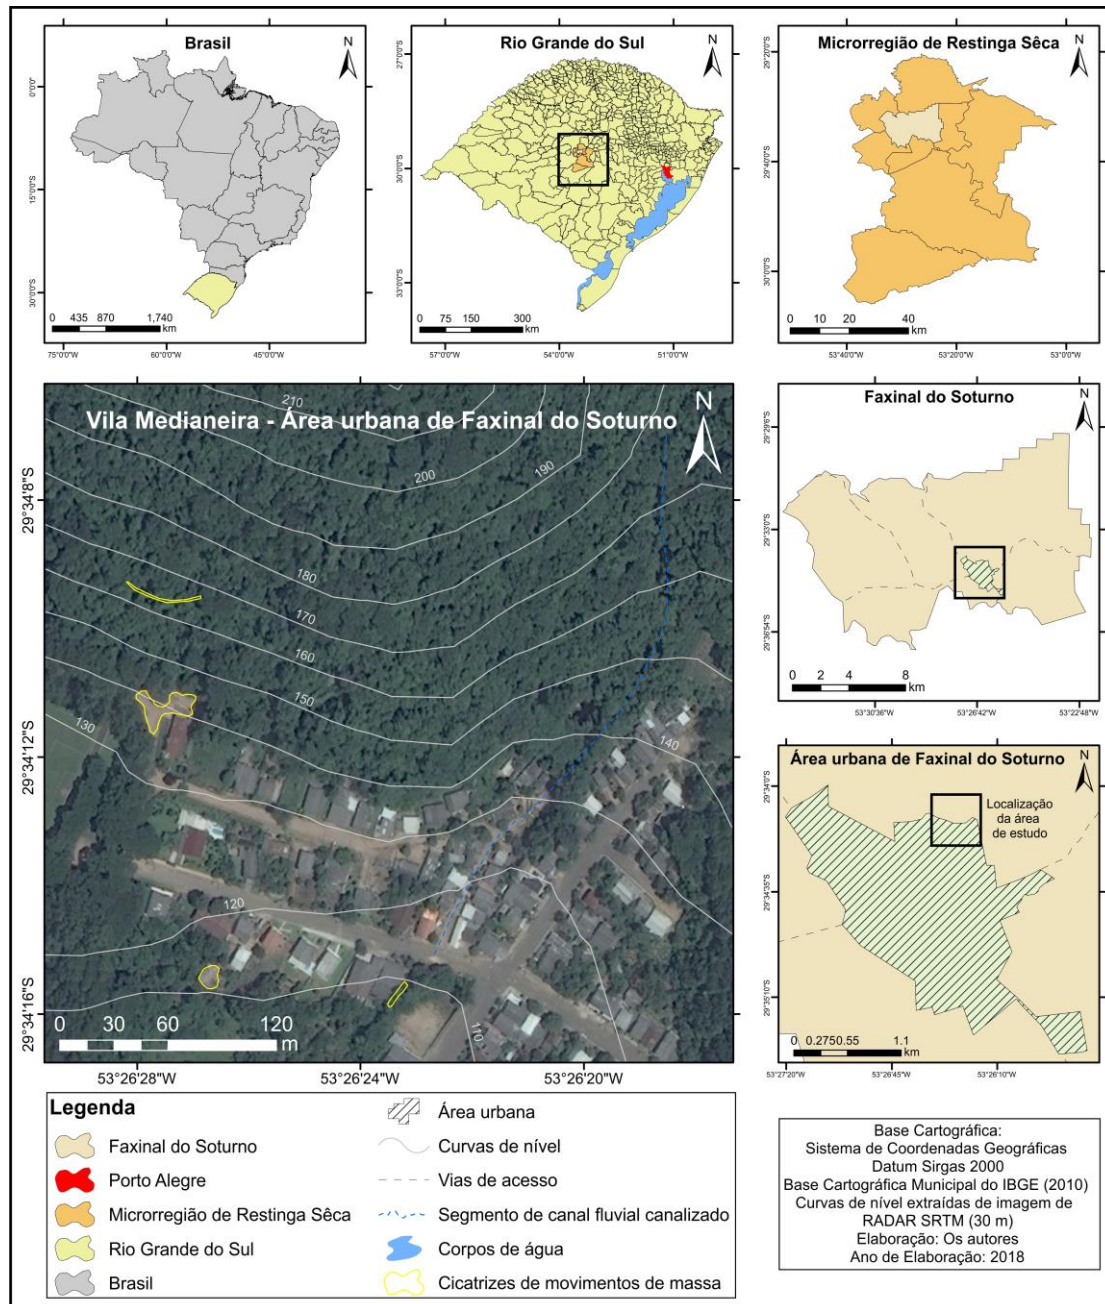 Brasil
N
0°0'0"
15°0'0"S
30°0'0"S
0 435 870 1,740
km
75°0'0"W 60°0'0"W 45°0'0"W
Rio Grande do Sul
N
27°0'0"S
30°0'0"S
33°0'0"S
0 75 150 300
km
57°0'0"W 54°0'0"W 51°0'0"W
Microrregião de Restinga Sêca
N
29°20'0"S
29°40'0"S
30°0'0"S
0 10 20 40
km
53°40'0"W 53°20'0"W 53°0'0"W
Vila Medianeira - Área urbana de Faxinal do Soturno
N
210
200
190
180
170
160
150
140
130
120
110
29°34'8"S
29°34'12"S
29°34'16"S
0 30 60 120
m
53°26'28"W 53°26'24"W 53°26'20"W
Faxinal do Soturno
N
29°29'6"S
29°33'0"S
29°36'54"S
0 2 4 8
km
53°30'36"W 53°26'42"W 53°22'48"W
Área urbana de Faxinal do Soturno
N
Localização
da área
de estudo
29°34'0"S
29°34'35"S
29°35'10"S
0 0.2750.55 1.1
km
53°27'20"W 53°26'45"W 53°26'10"W
Legenda
Faxinal do Soturno
Porto Alegre
Microrregião de Restinga Sêca
Rio Grande do Sul
Brasil
Área urbana
Curvas de nível
Vias de acesso
Segmento de canal fluvial canalizado
Corpos de água
Cicatrizes de movimentos de massa
Base Cartográfica:
Sistema de Coordenadas Geográficas
Datum Sirgas 2000
Base Cartográfica Municipal do IBGE (2010)
Curvas de nível extraídas de imagem de
RADAR SRTM (30 m)
Elaboração: Os autores
Ano de Elaboração: 2018